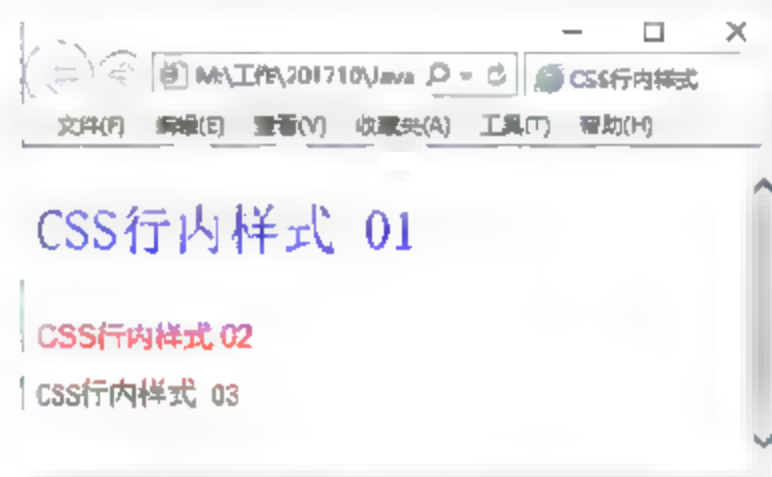 M:\工作\201710\Java
CSS行内样式
文件(F) 编辑(E) 查看(V) 收藏夹(A) 工具(T) 帮助(H)
CSS行内样式 01
CSS行内样式 02
CSS行内样式 03